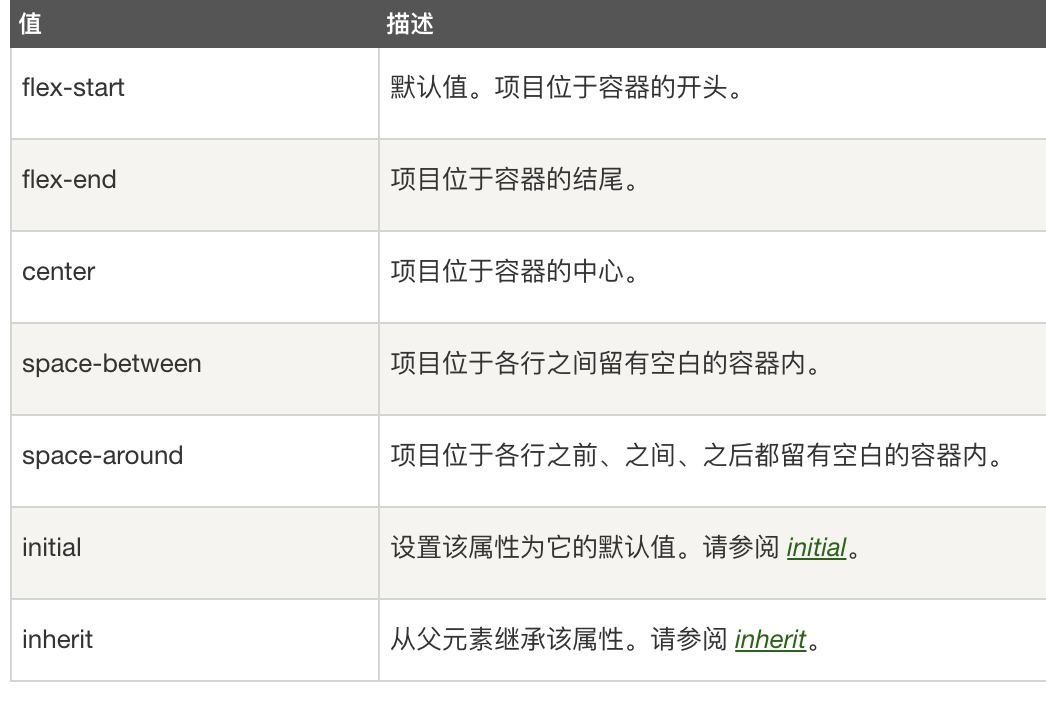 值 描述
flex-start 默认值。项目位于容器的开头。
flex-end 项目位于容器的结尾。
center 项目位于容器的中心。
space-between 项目位于各行之间留有空白的容器内。
space-around 项目位于各行之前、之间、之后都留有空白的容器内。
initial 设置该属性为它的默认值。请参阅 initial。
inherit 从父元素继承该属性。请参阅 inherit。